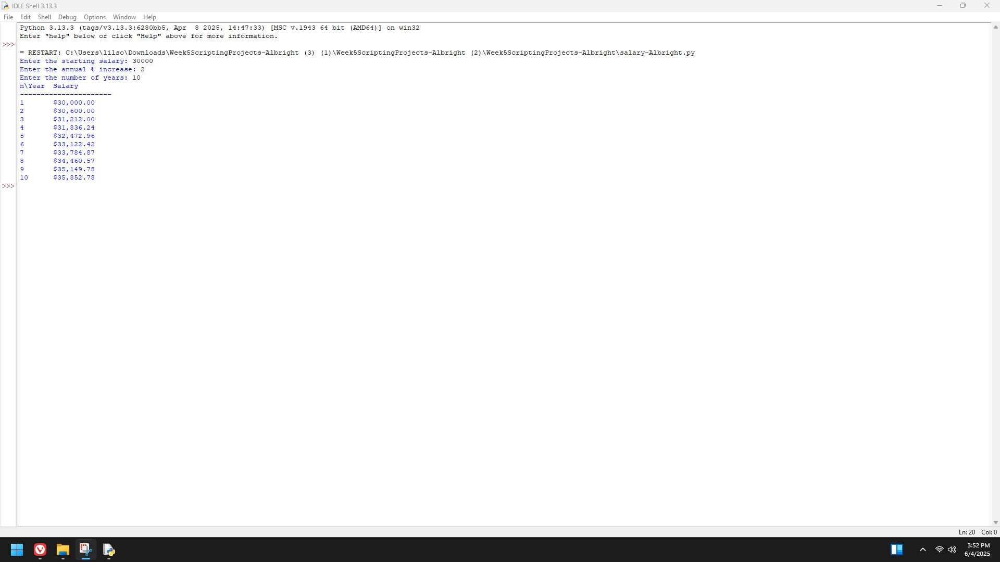 IDLE Shell 3.13.3
File Edit Shell Debug Options Window Help
Python 3.13.3 (tags/v3.13.3:6280bb5, Apr  8 2025, 14:47:33) [MSC v.1943 64 bit (AMD64)] on win32
Enter "help" below or click "Help" above for more information.
>>>
= RESTART: C:\Users\lilso\Downloads\Week5ScriptingProjects-Albright (3) (1)\Week5ScriptingProjects-Albright (2)\Week5ScriptingProjects-Albright\salary-Albright.py
Enter the starting salary: 30000
Enter the annual % increase: 2
Enter the number of years: 10
n\Year  Salary
----------------------
1       $30,000.00
2       $30,600.00
3       $31,212.00
4       $31,836.24
5       $32,472.96
6       $33,122.42
7       $33,784.87
8       $34,460.57
9       $35,149.78
10      $35,852.78
>>>
Ln: 20 Col: 0
3:52 PM
6/4/2025